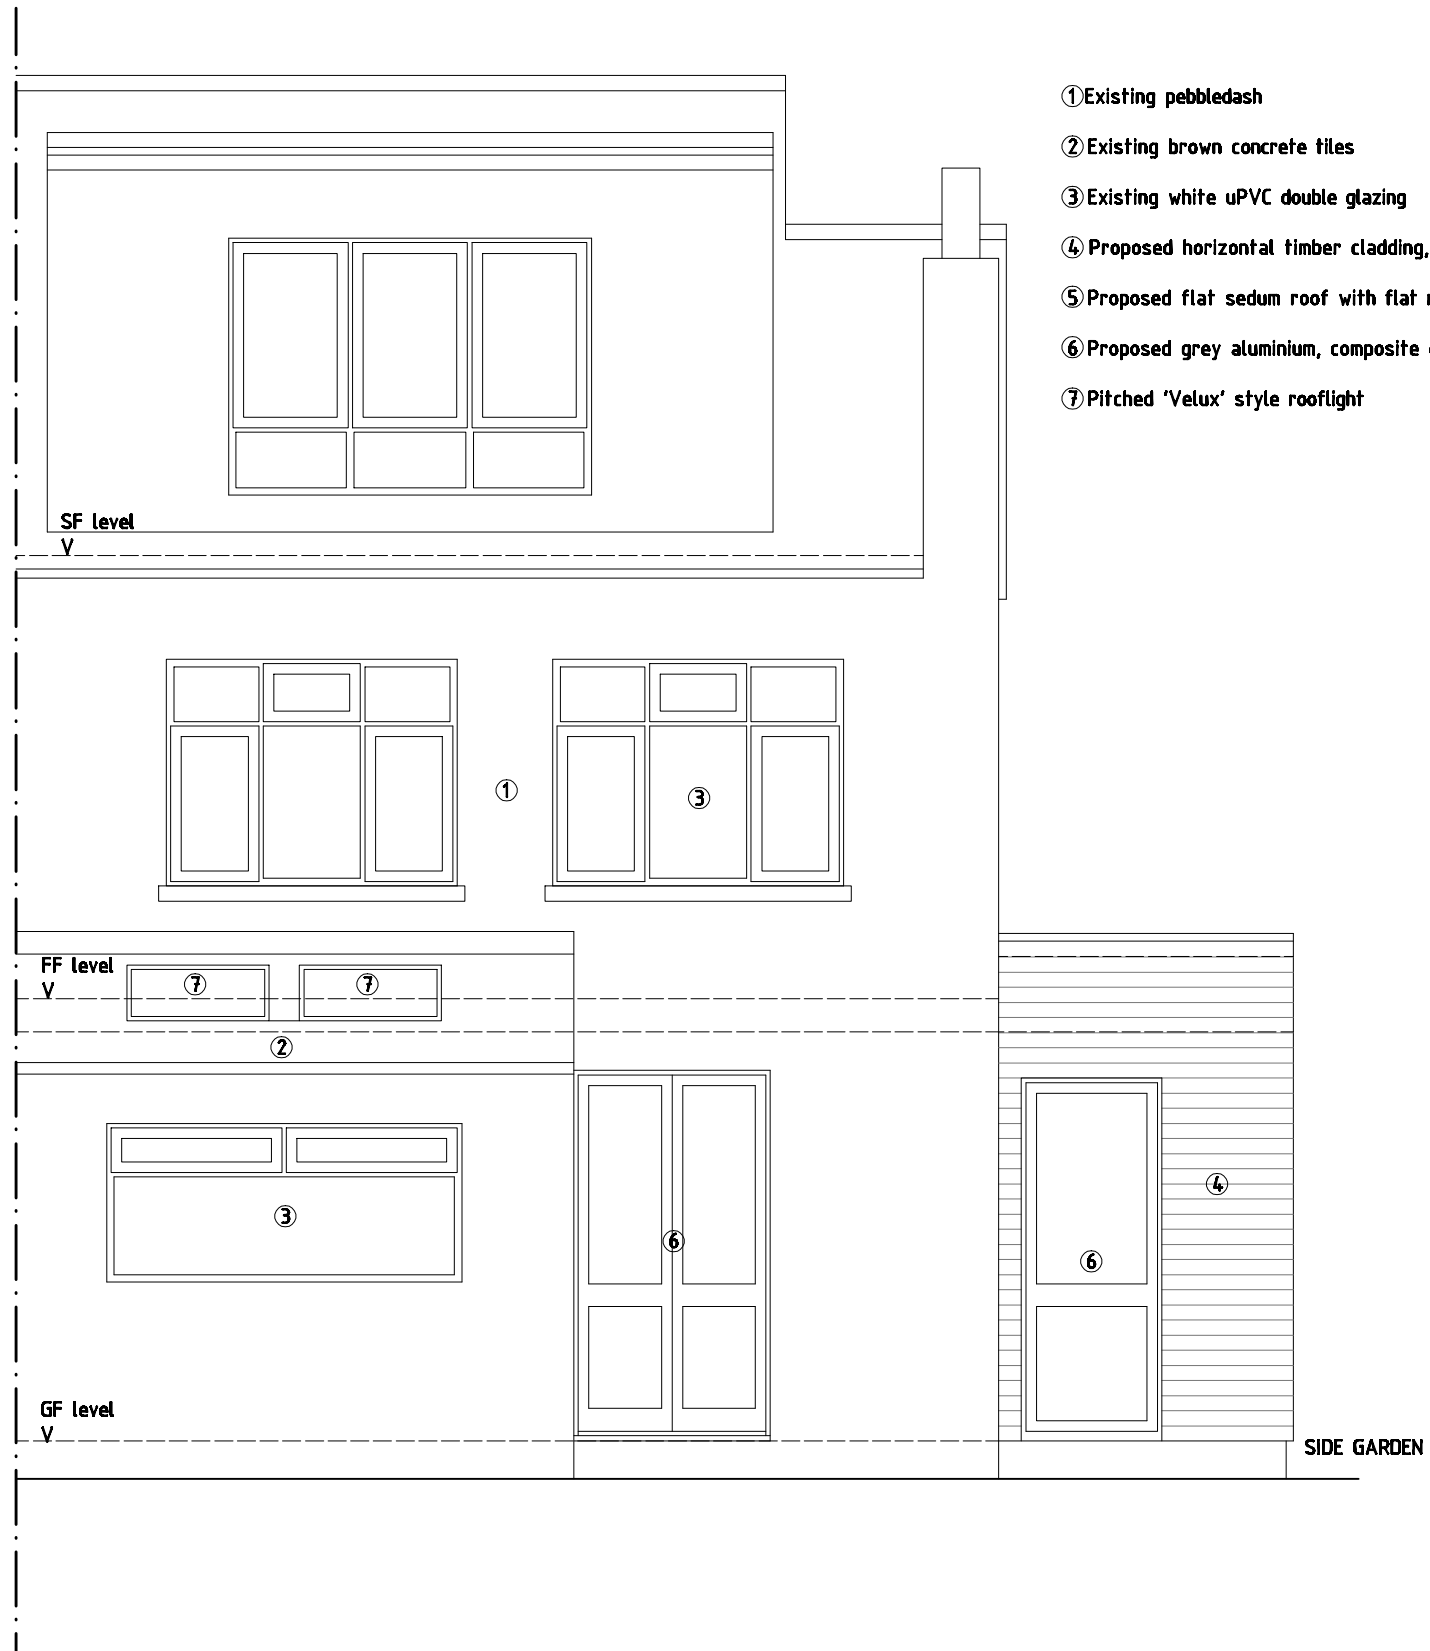 ①Existing pebbledash
②Existing brown concrete tiles
③Existing white uPVC double glazing
④Proposed horizontal timber cladding,
⑤Proposed flat sedum roof with flat
⑥Proposed grey aluminium, composite
⑦Pitched 'Velux' style rooflight
SF level
V
①
③
FF level
V
⑦
⑦
②
④
③
⑥
⑥
GF level
V
SIDE GARDEN